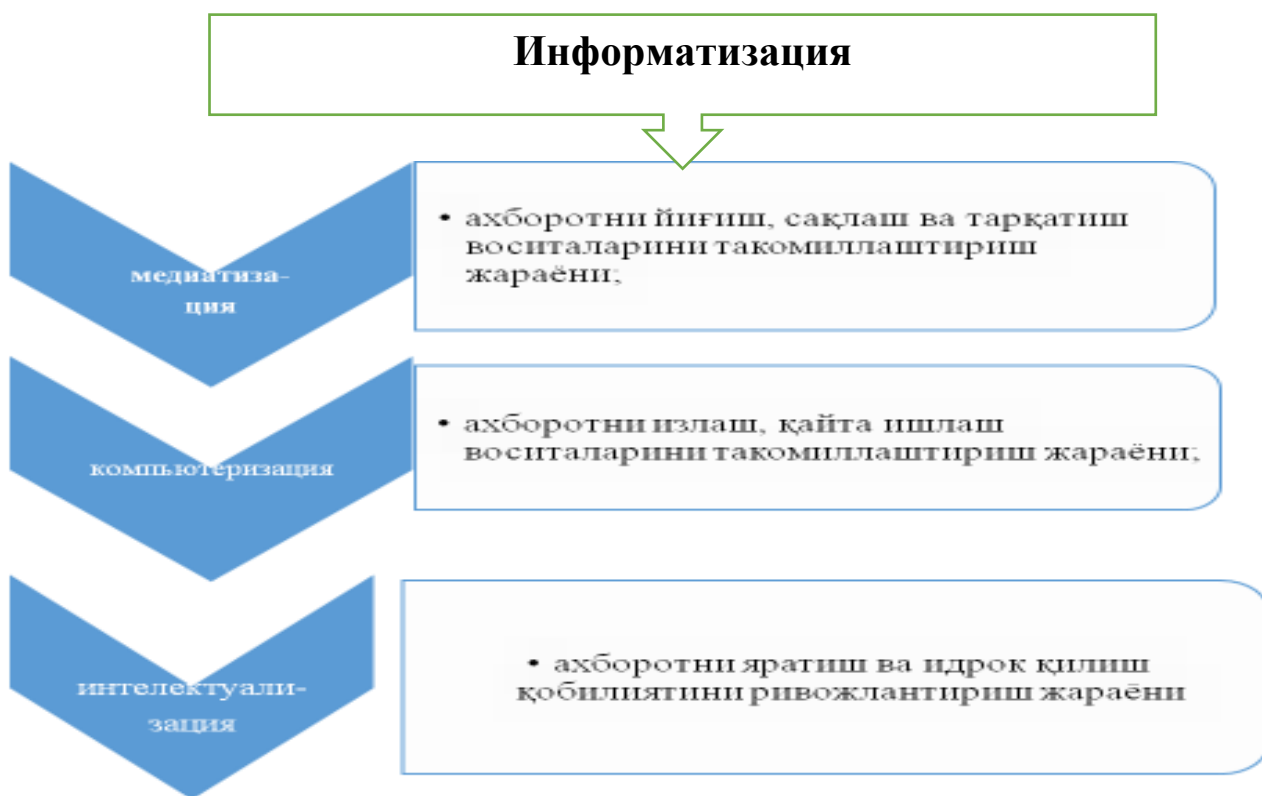 Информатизация
медиатиза-
ция
• ахборотни йиғиш, сақлаш ва тарқатиш
воситаларини такомиллаштириш
жараёни;
компьютеризация
• ахборотни излаш, қайта ишлаш
воситаларини такомиллаштириш жараёни;
интелектуали-
зация
• ахборотни яратиш ва идрок қилиш
қобилиятини ривожлантириш жараёни